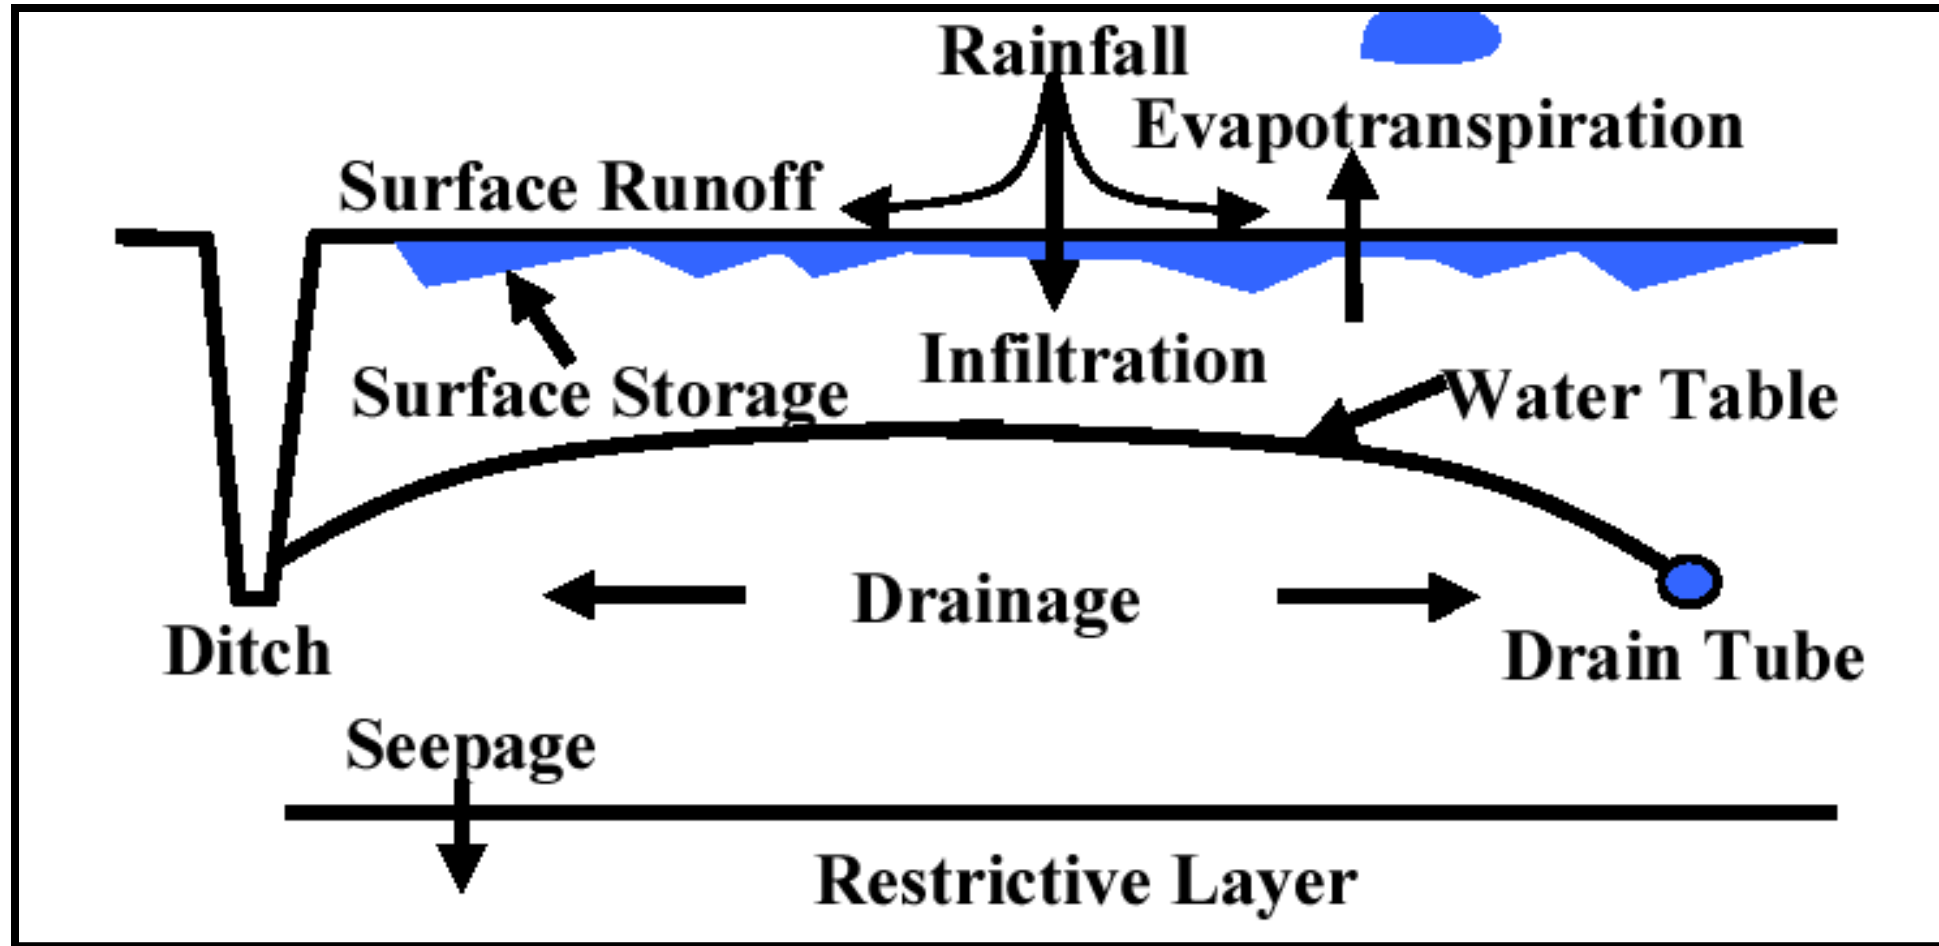 Rainfall
Evapotranspiration
Surface Runoff
Infiltration
Surface Storage
Water Table
Drainage
Ditch
Drain Tube
Seepage
Restrictive Layer